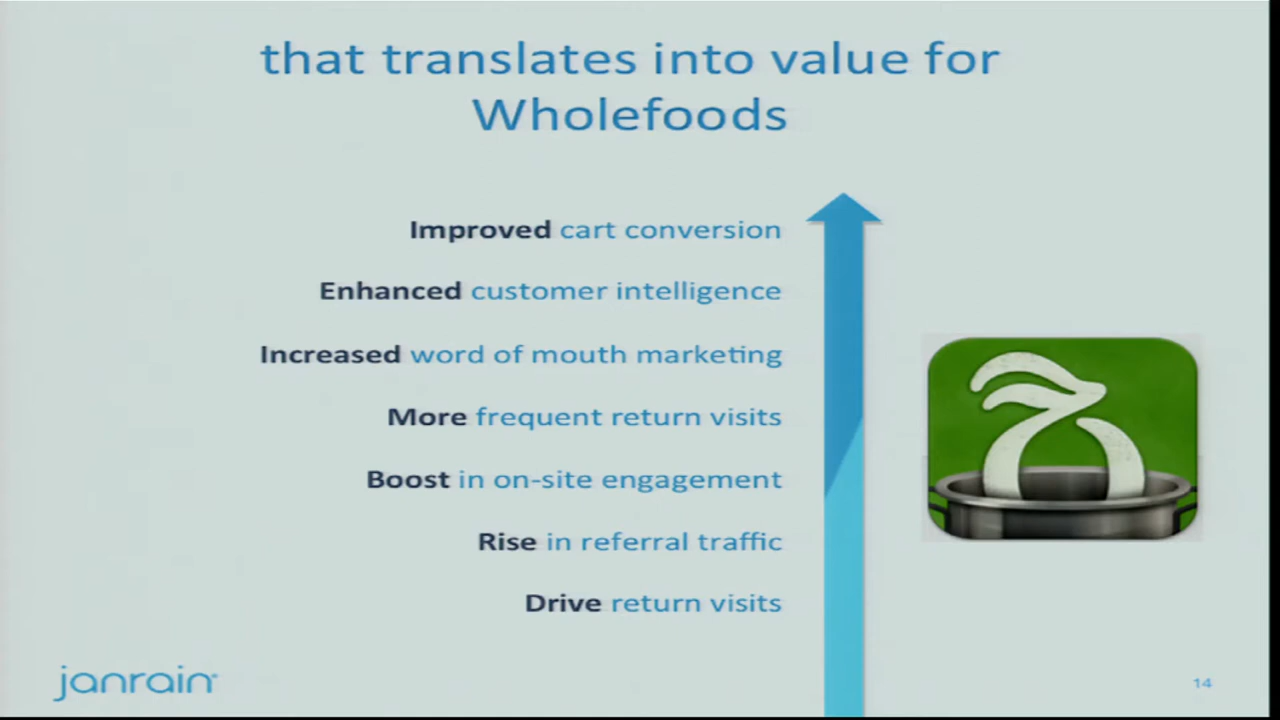 that translates into value for
Wholefoods
Improved cart conversion
Enhanced customer intelligence
Increased word of mouth marketing
More frequent return visits
Boost in on-site engagement
Rise in referral traffic
Drive return visits
janrain
14